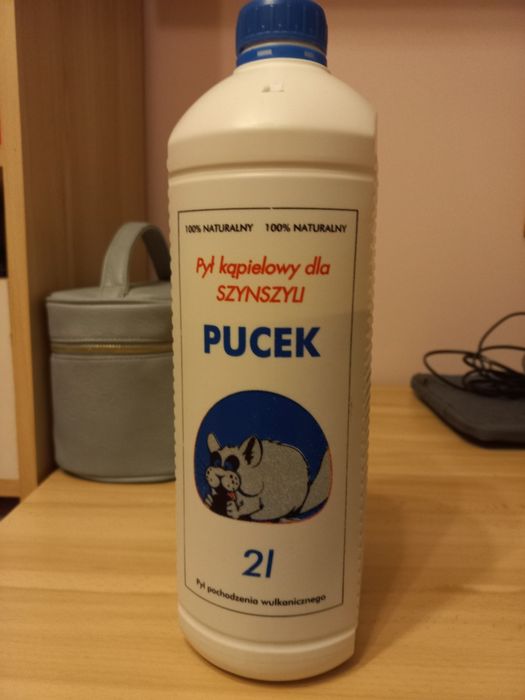 100% NATURALNY 100% NATURALNY
Pył kąpielowy dla
SZYNSZYLI
PUCEK
2l
Pył pochodzenia wulkanicznego